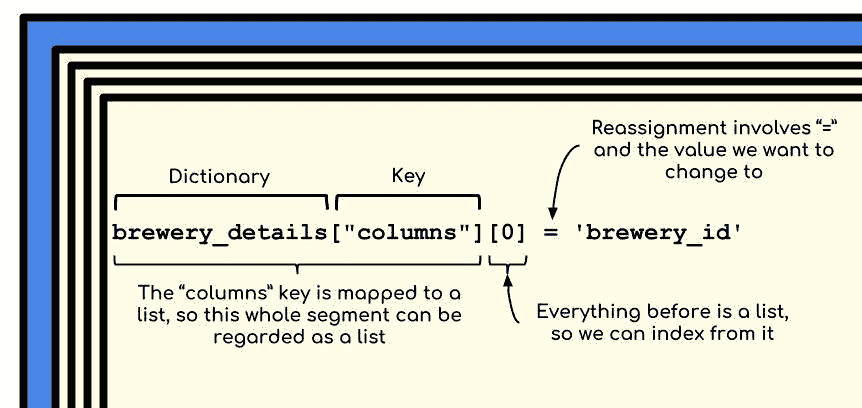 Reassignment involves “=”
and the value we want to
change to
Dictionary
Key
brewery_details["columns"][0] = 'brewery_id'
The “columns” key is mapped to a
list, so this whole segment can be
regarded as a list
Everything before is a list,
so we can index from it